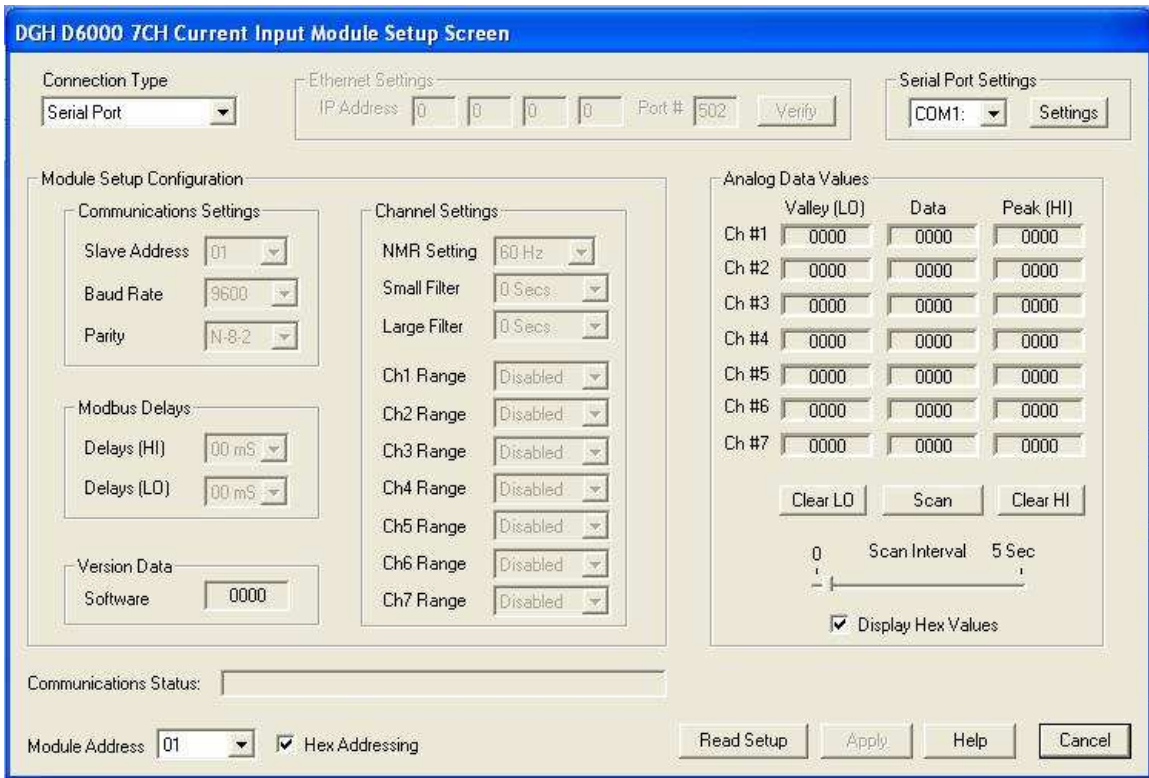 DGH D6000 7CH Current Input Module Setup Screen
Connection Type
Serial Port
Ethernet Settings
IP Address 0 0 0 0 Port # 502 Verify
Serial Port Settings
COM1: Settings
Module Setup Configuration
Communications Settings
Slave Address 01
Baud Rate 9600
Parity N-8-2
Modbus Delays
Delays (HI) 00 mS
Delays (LO) 00 mS
Version Data
Software 0000
Channel Settings
NMR Setting 60 Hz
Small Filter 0 Secs
Large Filter 0 Secs
Ch1 Range Disabled
Ch2 Range Disabled
Ch3 Range Disabled
Ch4 Range Disabled
Ch5 Range Disabled
Ch6 Range Disabled
Ch7 Range Disabled
Analog Data Values
Valley (LO) Data Peak (HI)
Ch #1 0000 0000 0000
Ch #2 0000 0000 0000
Ch #3 0000 0000 0000
Ch #4 0000 0000 0000
Ch #5 0000 0000 0000
Ch #6 0000 0000 0000
Ch #7 0000 0000 0000
Clear LO Scan Clear HI
0 Scan Interval 5 Sec
Display Hex Values
Communications Status:
Module Address 01 Hex Addressing
Read Setup Apply Help Cancel